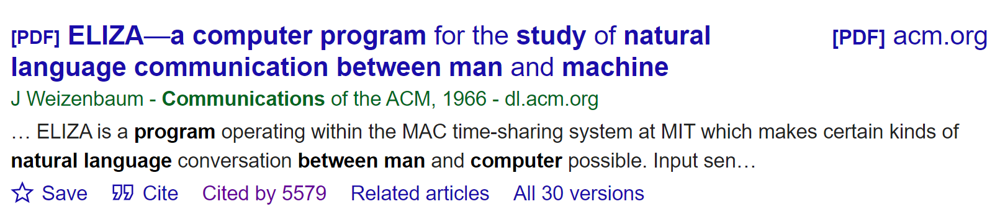 [PDF] ELIZA—a computer program for the study of natural
language communication between man and machine
[PDF] acm.org
J Weizenbaum - Communications of the ACM, 1966 - dl.acm.org
… ELIZA is a program operating within the MAC time-sharing system at MIT which makes certain kinds of
natural language conversation between man and computer possible. Input sen…
Save Cite Cited by 5579 Related articles All 30 versions